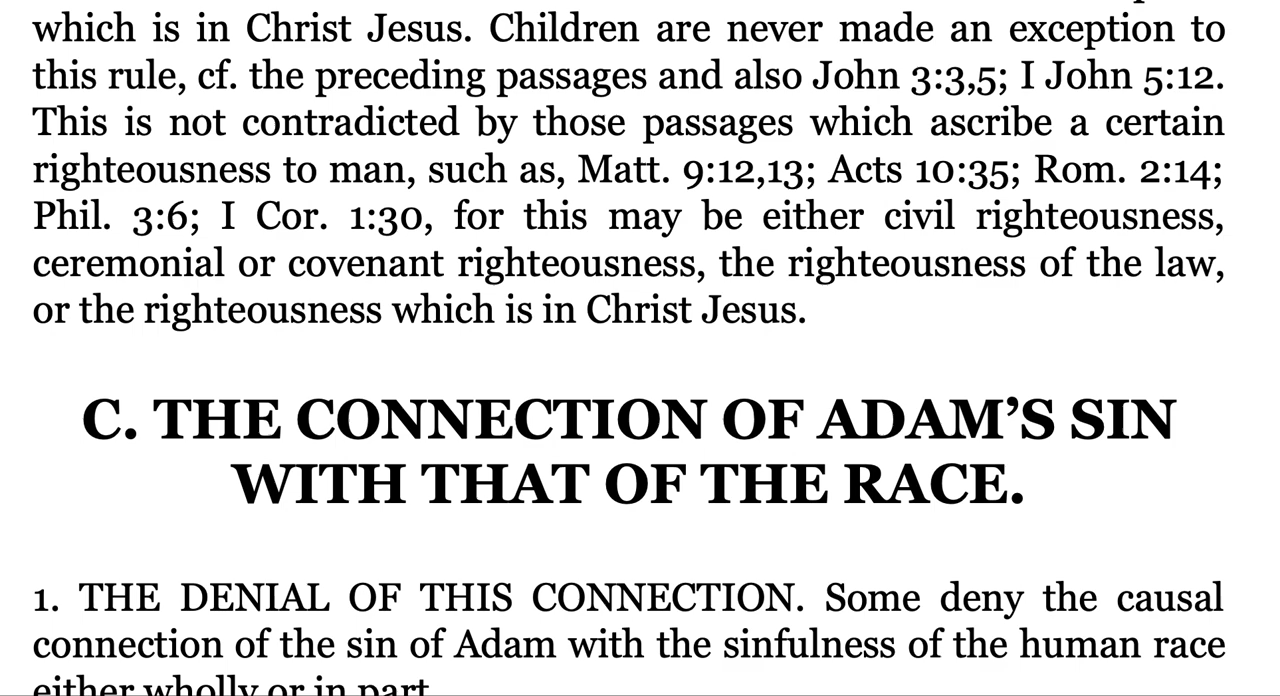 which is in Christ Jesus. Children are never made an exception to
this rule, cf. the preceding passages and also John 3:3,5; I John 5:12.
This is not contradicted by those passages which ascribe a certain
righteousness to man, such as, Matt. 9:12,13; Acts 10:35; Rom. 2:14;
Phil. 3:6; I Cor. 1:30, for this may be either civil righteousness,
ceremonial or covenant righteousness, the righteousness of the law,
or the righteousness which is in Christ Jesus.
C. THE CONNECTION OF ADAM’S SIN
WITH THAT OF THE RACE.
1. THE DENIAL OF THIS CONNECTION. Some deny the causal
connection of the sin of Adam with the sinfulness of the human race
either wholly or in part